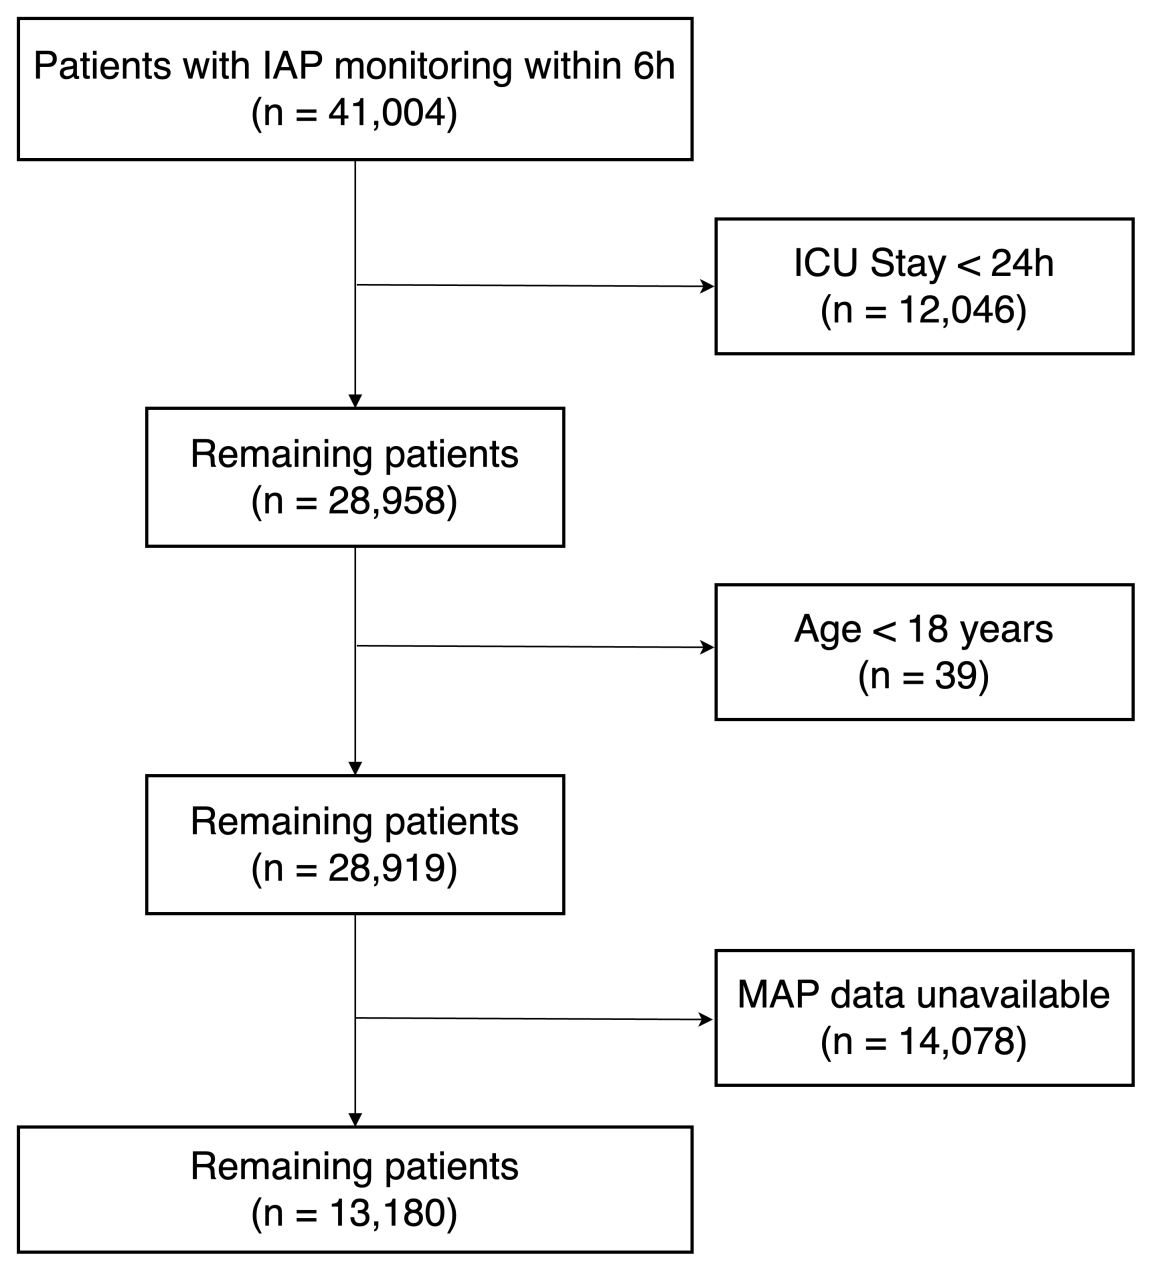 Patients with IAP monitoring within 6h
(n = 41,004)
ICU Stay < 24h
(n = 12,046)
Remaining patients
(n = 28,958)
Age < 18 years
(n = 39)
Remaining patients
(n = 28,919)
MAP data unavailable
(n = 14,078)
Remaining patients
(n = 13,180)